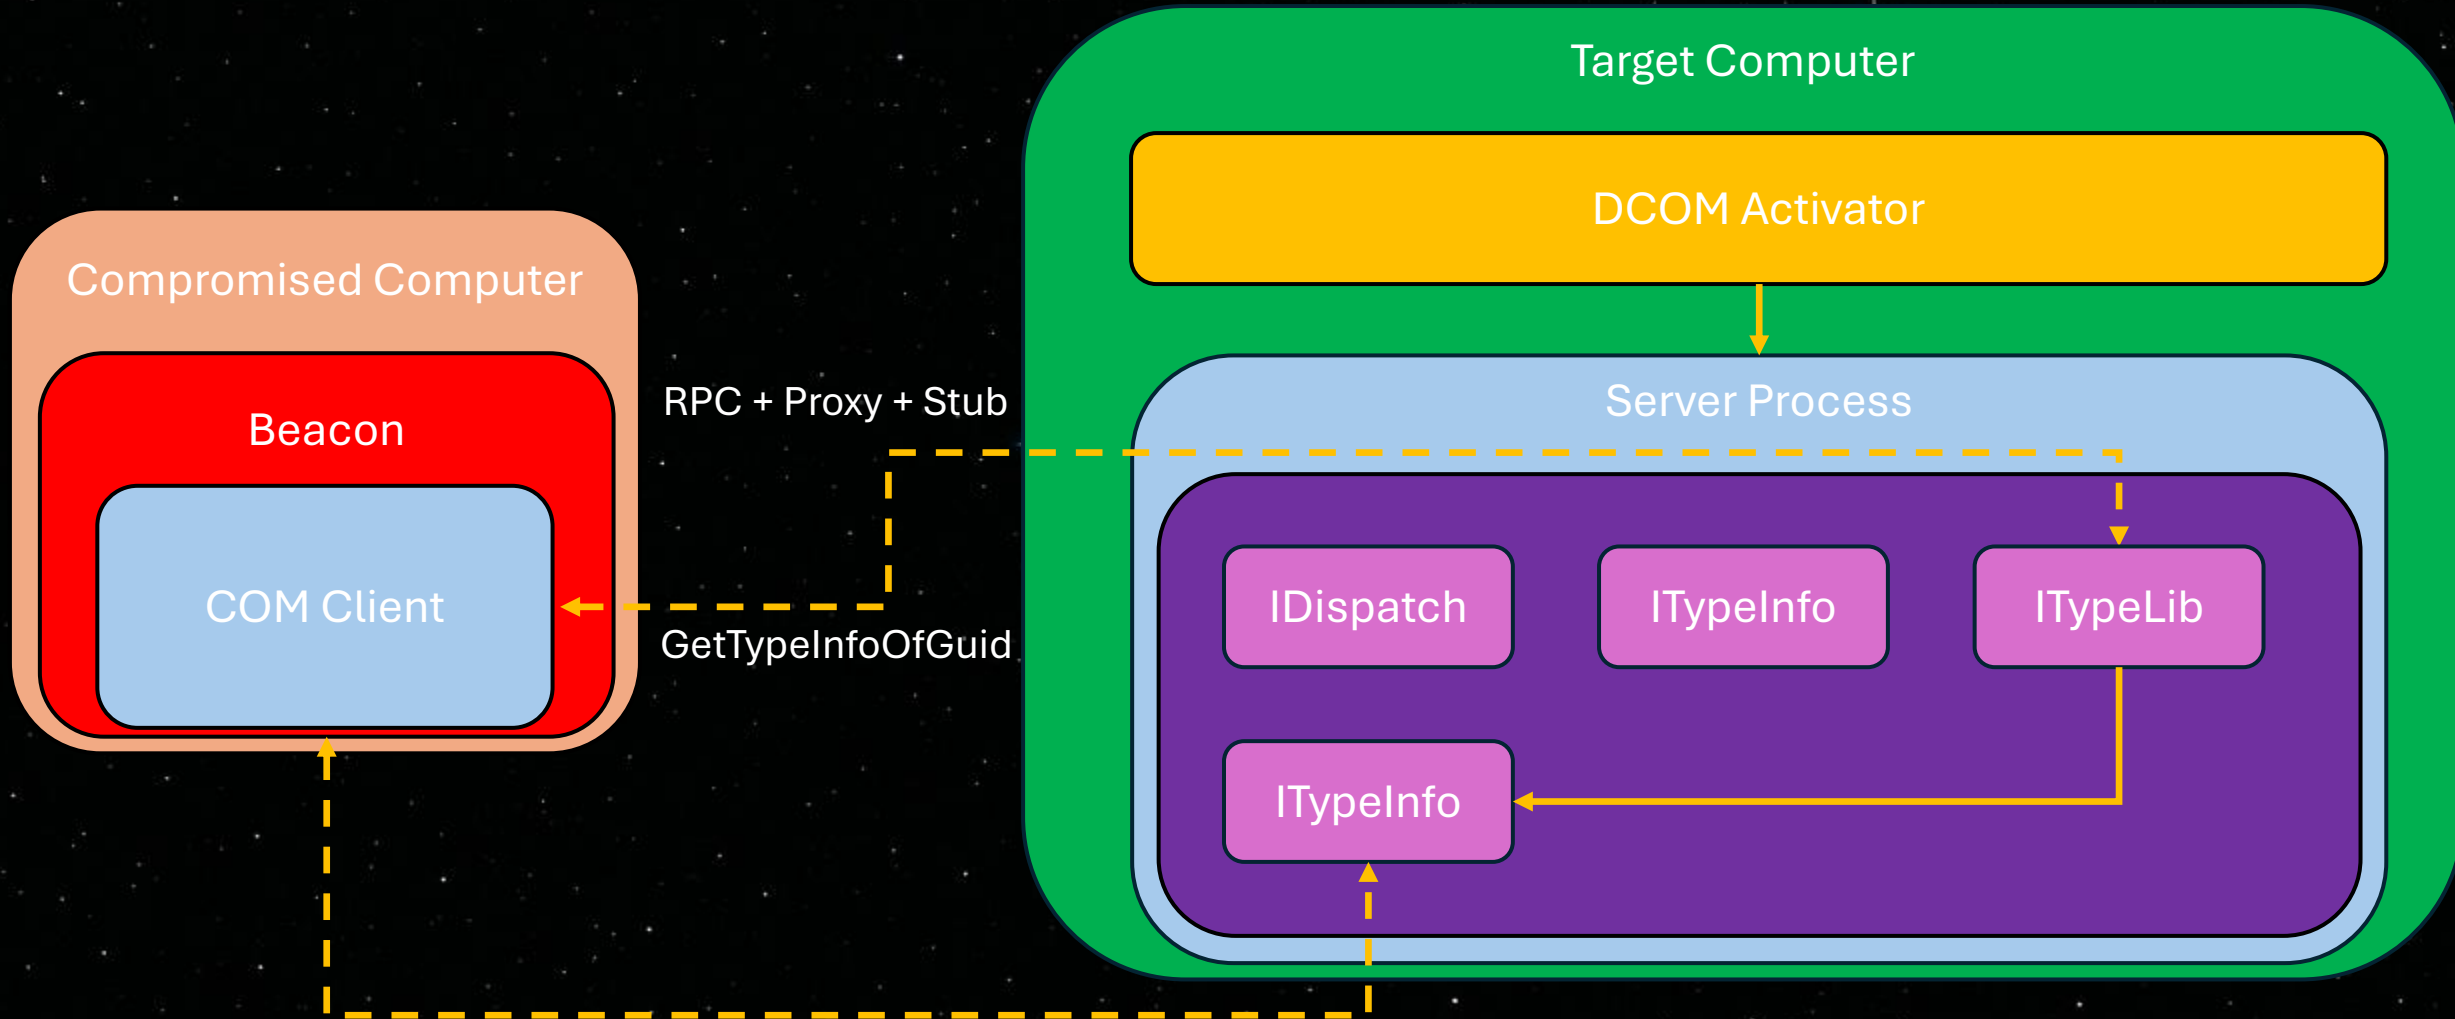 Target Computer
DCOM Activator
Compromised Computer
Beacon
COM Client
RPC + Proxy + Stub
GetTypeInfoOfGuid
Server Process
IDispatch
ITypeInfo
ITypeLib
ITypeInfo